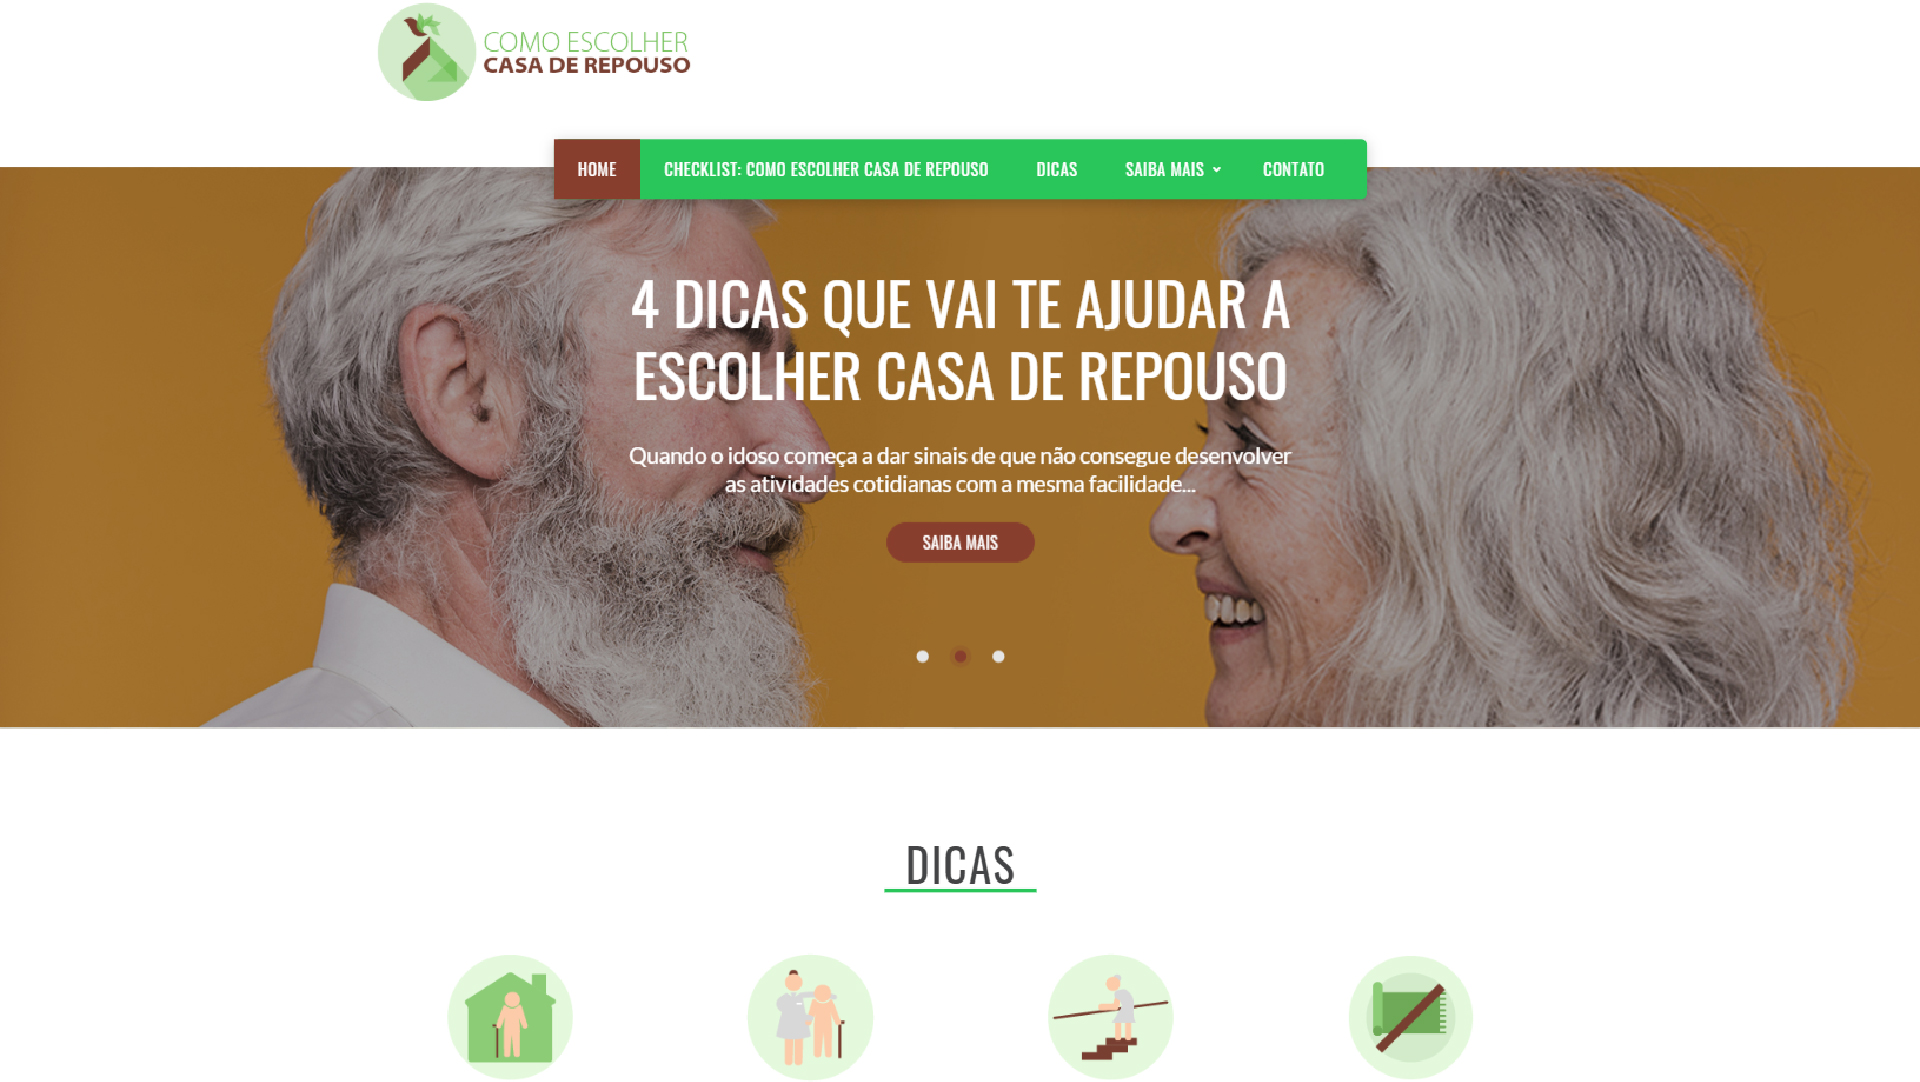 COMO ESCOLHER
CASA DE REPOUSO
HOME
CHECKLIST: COMO ESCOLHER CASA DE REPOUSO
DICAS
SAIBA MAIS
CONTATO
4 DICAS QUE VAI TE AJUDAR A
ESCOLHER CASA DE REPOUSO
Quando o idoso começa a dar sinais de que não consegue desenvolver
as atividades cotidianas com a mesma facilidade...
SAIBA MAIS
DICAS